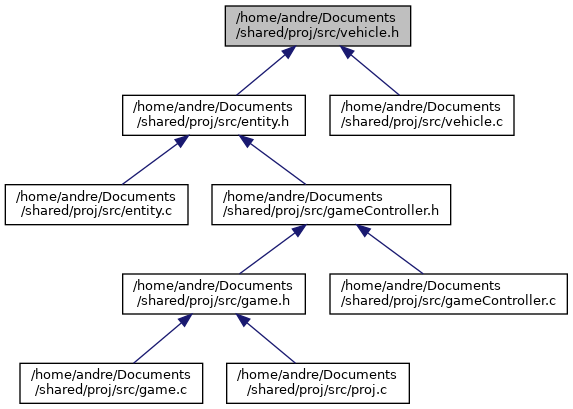 /home/andre/Documents
/shared/proj/src/vehicle.h
/home/andre/Documents
/shared/proj/src/entity.h
/home/andre/Documents
/shared/proj/src/vehicle.c
/home/andre/Documents
/shared/proj/src/entity.c
/home/andre/Documents
/shared/proj/src/gameController.h
/home/andre/Documents
/shared/proj/src/game.h
/home/andre/Documents
/shared/proj/src/gameController.c
/home/andre/Documents
/shared/proj/src/game.c
/home/andre/Documents
/shared/proj/src/proj.c